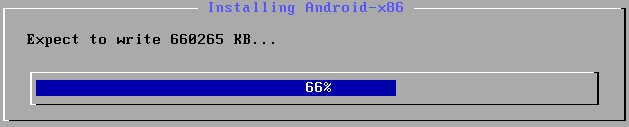 Installing Android-x86
Expect to write 660265 KB...
66%